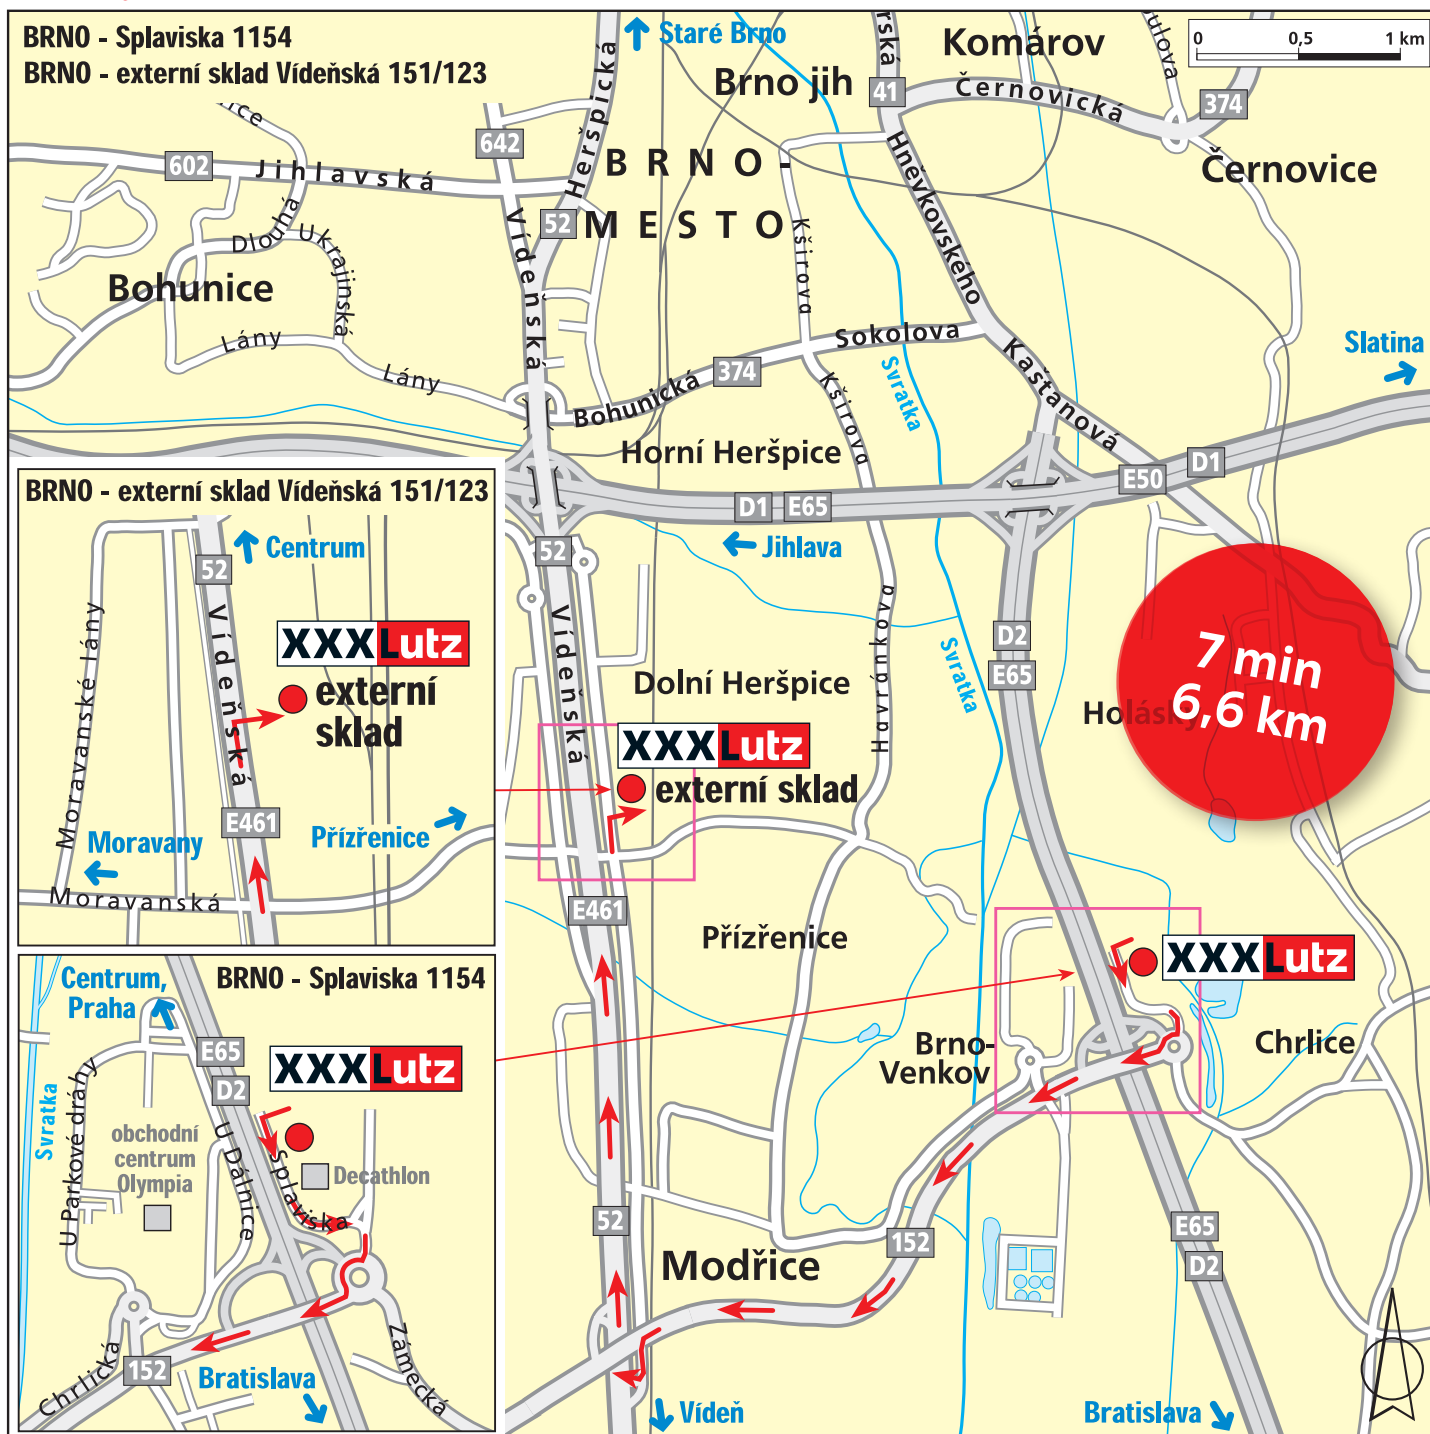 BRNO - Splaviska 1154
BRNO - externí sklad Vídeňská 151/123
Staré Brno
Komárov
0 0,5 1 km
Brno jih
41
Černovická
374
Černovice
602
Jihlavská
642
Heršpická
BRNO-
MESTO
52
Vídeňská
Kširova
Hněvkovského
Dlouhá
Ukrajinská
Bohunice
Lány
Lány
Sokolova
Bohunická
374
Kširova
Svratka
Kaštanová
Slatina
Horní Heršpice
D1
E65
E50
D1
Jihlava
52
Vídeňská
Dolní Heršpice
Havránkova
Svratka
D2
E65
Holásky
7 min
6,6 km
XXXLutz
externí sklad
E461
Přízřenice
XXXLutz
Brno-
Venkov
Chrlice
52
152
Modřice
E65
D2
Vídeň
Bratislava
BRNO - externí sklad Vídeňská 151/123
Centrum
52
Vídeňská
Moravanské lány
XXXLutz
externí
sklad
E461
Přízřenice
Moravany
Moravanská
BRNO - Splaviska 1154
Centrum,
Praha
E65
D2
XXXLutz
Svratka
U Parkové dráhy
obchodní
centrum
Olympia
U Dálnice
Splaviska
Decathlon
Chrlická
152
Zámecká
Bratislava